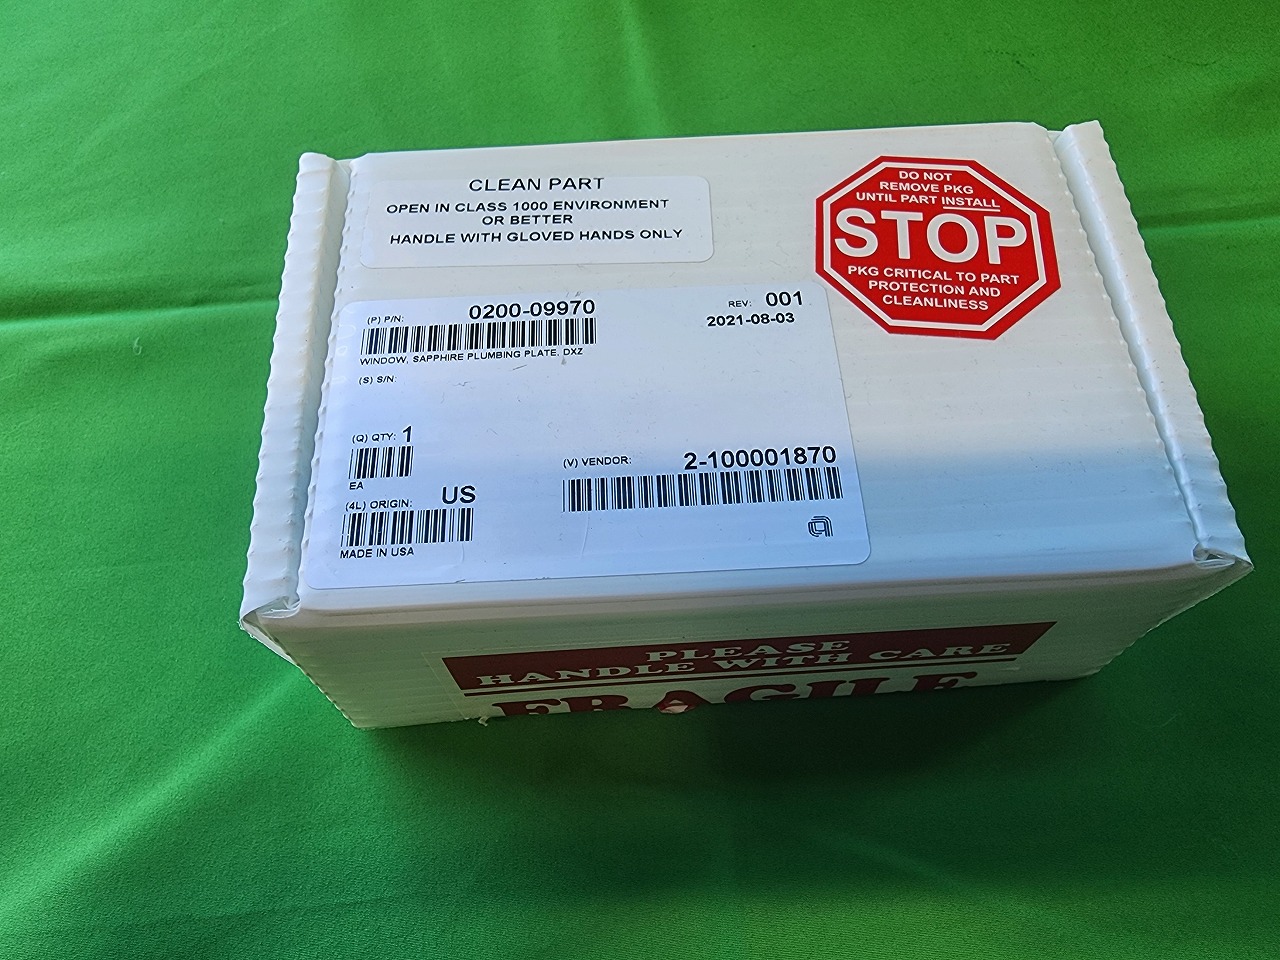 CLEAN PART
OPEN IN CLASS 1000 ENVIRONMENT
OR BETTER
HANDLE WITH GLOVED HANDS ONLY
DO NOT
REMOVE PKG
UNTIL PART INSTALL
STOP
PKG CRITICAL TO PART
PROTECTION AND
CLEANLINESS
(P) P/N: 0200-09970
REV: 001
2021-08-03
WINDOW, SAPPHIRE PLUMBING PLATE, DXZ
(S) S/N:
(Q) QTY: 1
EA
(V) VENDOR: 2-100001870
(4L) ORIGIN: US
MADE IN USA
PLEASE
HANDLE WITH CARE
FRAGILE